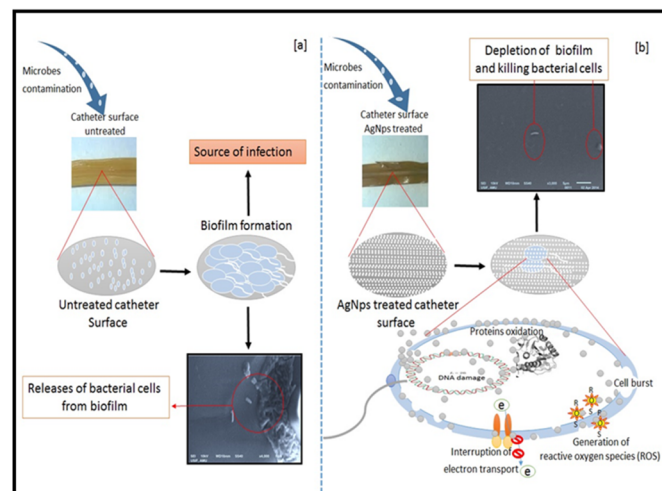 [a]
Microbes
contamination
Catheter surface
untreated
Source of infection
Biofilm formation
Untreated catheter
Surface
Releases of bacterial cells
from biofilm
[b]
Depletion of biofilm
and killing bacterial cells
Microbes
contamination
Catheter surface
AgNps treated
AgNps treated catheter
surface
Proteins oxidation
DNA damage
Cell burst
e
R
S
R
S
R
S
Interruption of
electron transport
e
Generation of
reactive oxygen species (ROS)